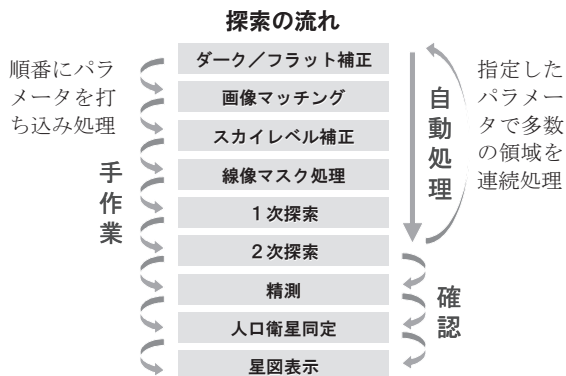 探索の流れ
順番にパラ
メータを打
ち込み処理
手作業
ダーク／フラット補正
画像マッチング
スカイレベル補正
線像マスク処理
1次探索
2次探索
精測
人口衛星同定
星図表示
自動処理
確認
指定した
パラメー
タで多数
の領域を
連続処理